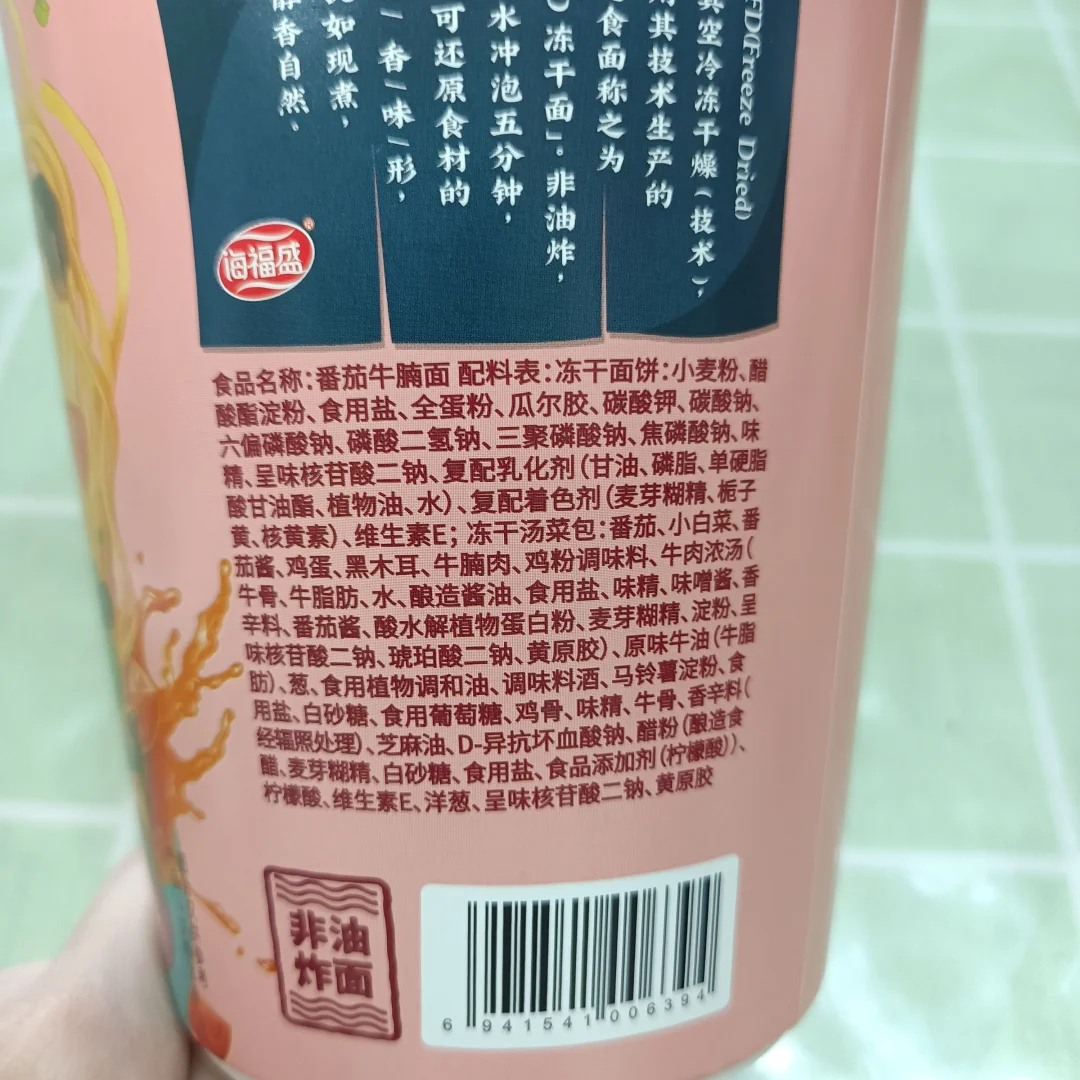 FD(Freeze Dried)
真空冷冻干燥(技术),
用其技术生产的
食面称之为
冻干面」。非油炸,
水冲泡五分钟,
可还原食材的
香/味/形,
如现煮,
醇香自然。
海福盛®
食品名称:番茄牛腩面 配料表:冻干面饼:小麦粉、醋
酸酯淀粉、食用盐、全蛋粉、瓜尔胶、碳酸钾、碳酸钠、
六偏磷酸钠、磷酸二氢钠、三聚磷酸钠、焦磷酸钠、味
精、呈味核苷酸二钠、复配乳化剂(甘油、磷脂、单硬脂
酸甘油酯、植物油、水)、复配着色剂(麦芽糊精、栀子
黄、核黄素)、维生素E; 冻干汤菜包:番茄、小白菜、番
茄酱、鸡蛋、黑木耳、牛腩肉、鸡粉调味料、牛肉浓汤(
牛骨、牛脂肪、水、酿造酱油、食用盐、味精、味噌酱、香
辛料、番茄酱、酸水解植物蛋白粉、麦芽糊精、淀粉、呈
味核苷酸二钠、琥珀酸二钠、黄原胶)、原味牛油(牛脂
肪)、葱、食用植物调和油、调味料酒、马铃薯淀粉、食
用盐、白砂糖、食用葡萄糖、鸡骨、味精、牛骨、香辛料(
经辐照处理)、芝麻油、D-异抗坏血酸钠、醋粉(酿造食
醋、麦芽糊精、白砂糖、食用盐、食品添加剂(柠檬酸))、
柠檬酸、维生素E、洋葱、呈味核苷酸二钠、黄原胶
非油
炸面
6 941541 006394